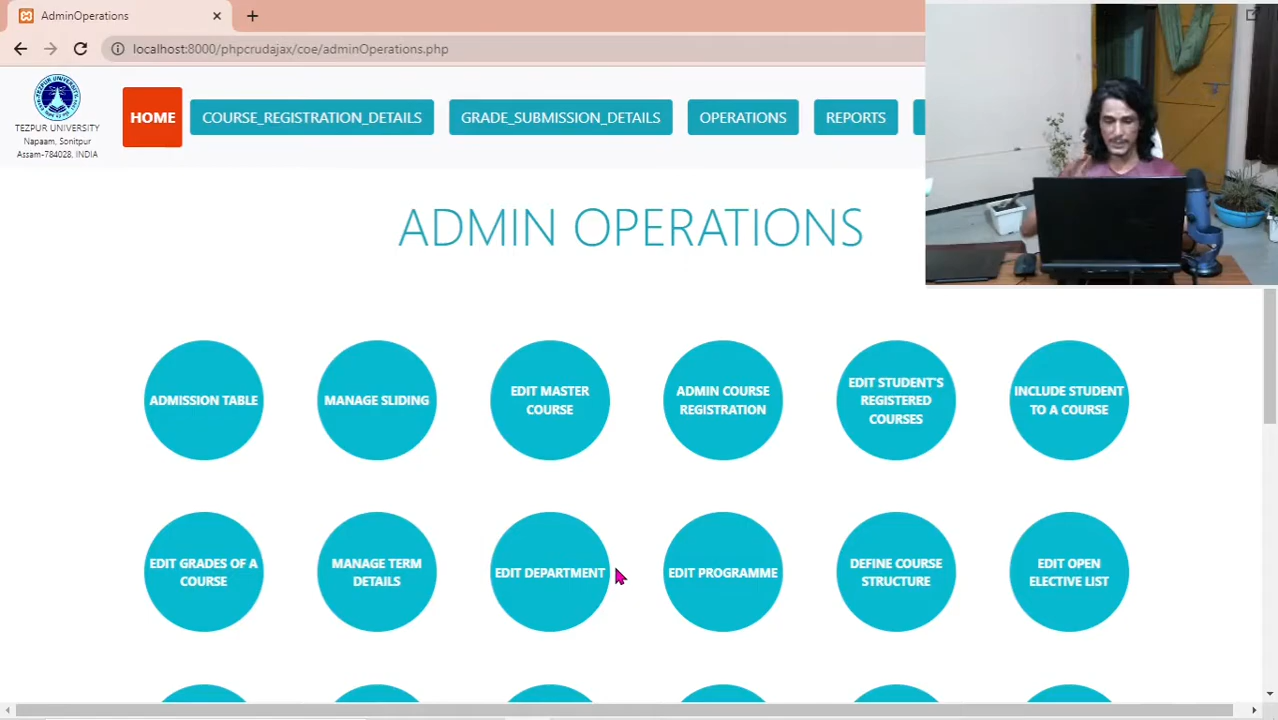 AdminOperations
localhost:8000/phpcrudajax/coe/adminOperations.php
TEZPUR UNIVERSITY
Napaam, Sonitpur
Assam-784028, INDIA
HOME
COURSE_REGISTRATION_DETAILS
GRADE_SUBMISSION_DETAILS
OPERATIONS
REPORTS
ADMIN OPERATIONS
ADMISSION TABLE
MANAGE SLIDING
EDIT MASTER
COURSE
ADMIN COURSE
REGISTRATION
EDIT STUDENT'S
REGISTERED
COURSES
INCLUDE STUDENT
TO A COURSE
EDIT GRADES OF A
COURSE
MANAGE TERM
DETAILS
EDIT DEPARTMENT
EDIT PROGRAMME
DEFINE COURSE
STRUCTURE
EDIT OPEN
ELECTIVE LIST